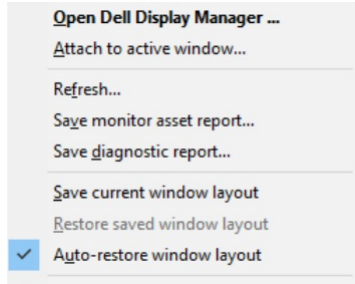 Open Dell Display Manager ...
Attach to active window...
Refresh...
Save monitor asset report...
Save diagnostic report...
Save current window layout
Restore saved window layout
Auto-restore window layout